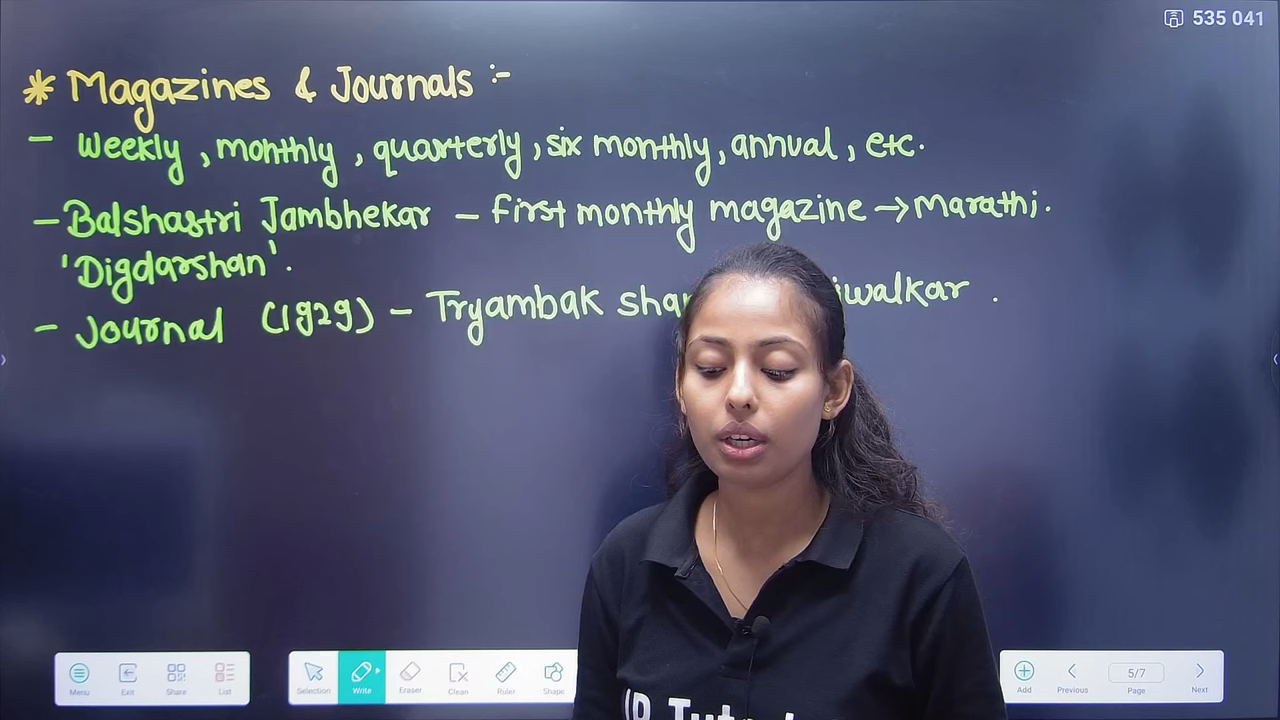 535 041
* Magazines & Journals :-
- Weekly, monthly, quarterly, six monthly, annual, etc.
- Balshastri Jambhekar - First monthly magazine → Marathi.
'Digdarshan'.
- Journal (1929) - Tryambak iwalkar.
Menu Exit Share List Selection Write Eraser Clean Ruler Shape Add Previous 5/7 Page Next